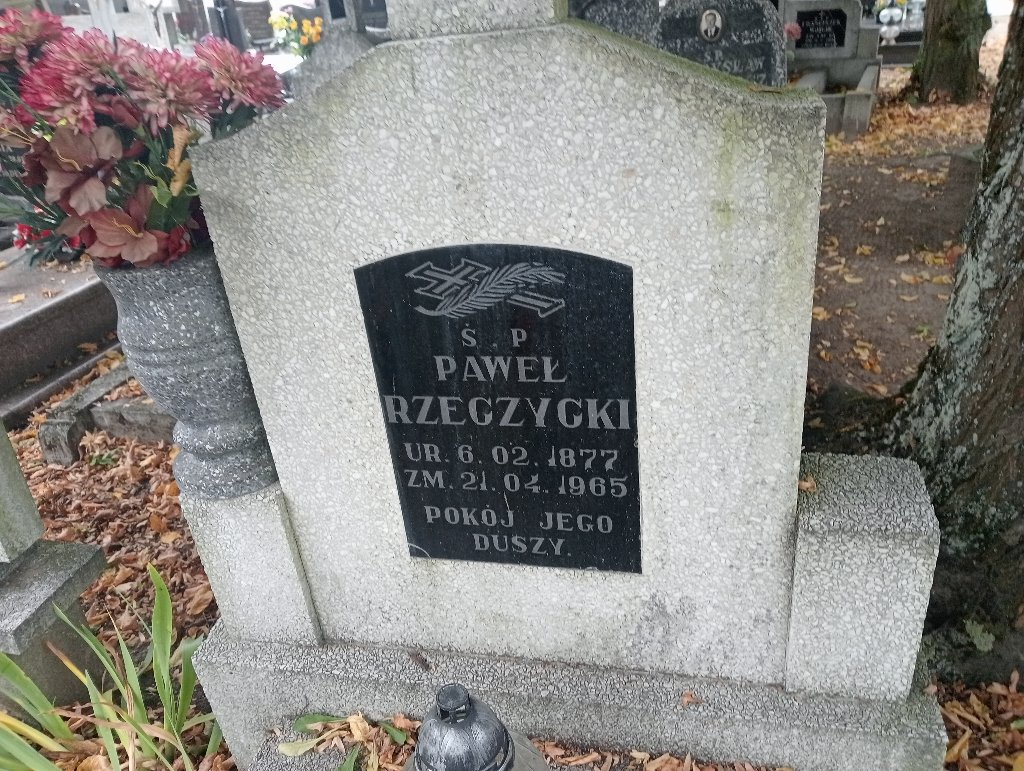 Ś . P
PAWEŁ
RZECZYCKI
UR. 6. 02. 1877
ZM. 21. 04. 1965
POKÓJ JEGO
DUSZY.